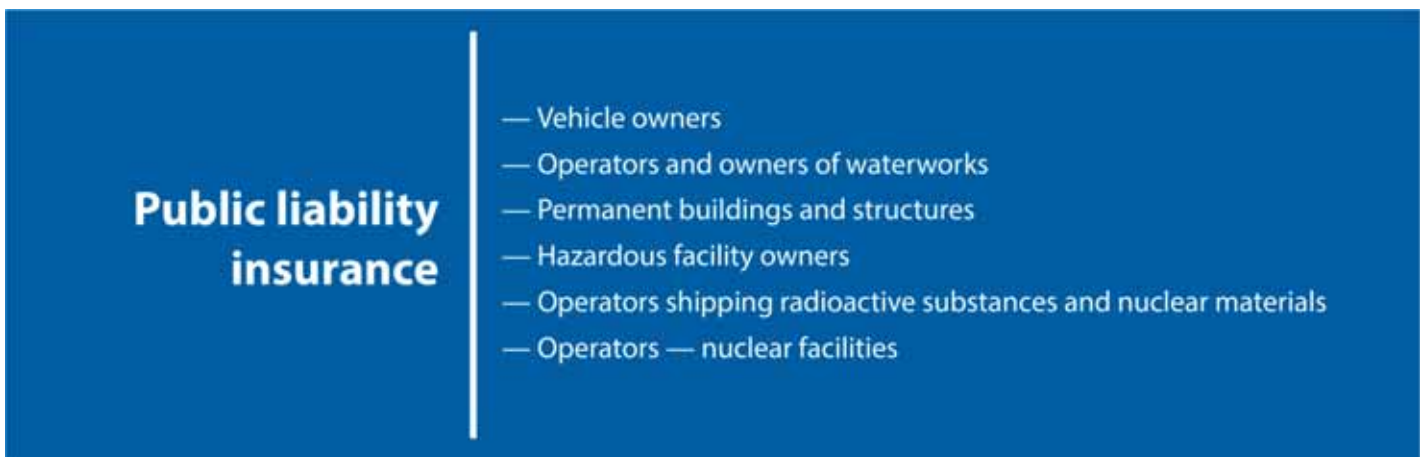 Public liability
insurance
— Vehicle owners
— Operators and owners of waterworks
— Permanent buildings and structures
— Hazardous facility owners
— Operators shipping radioactive substances and nuclear materials
— Operators — nuclear facilities